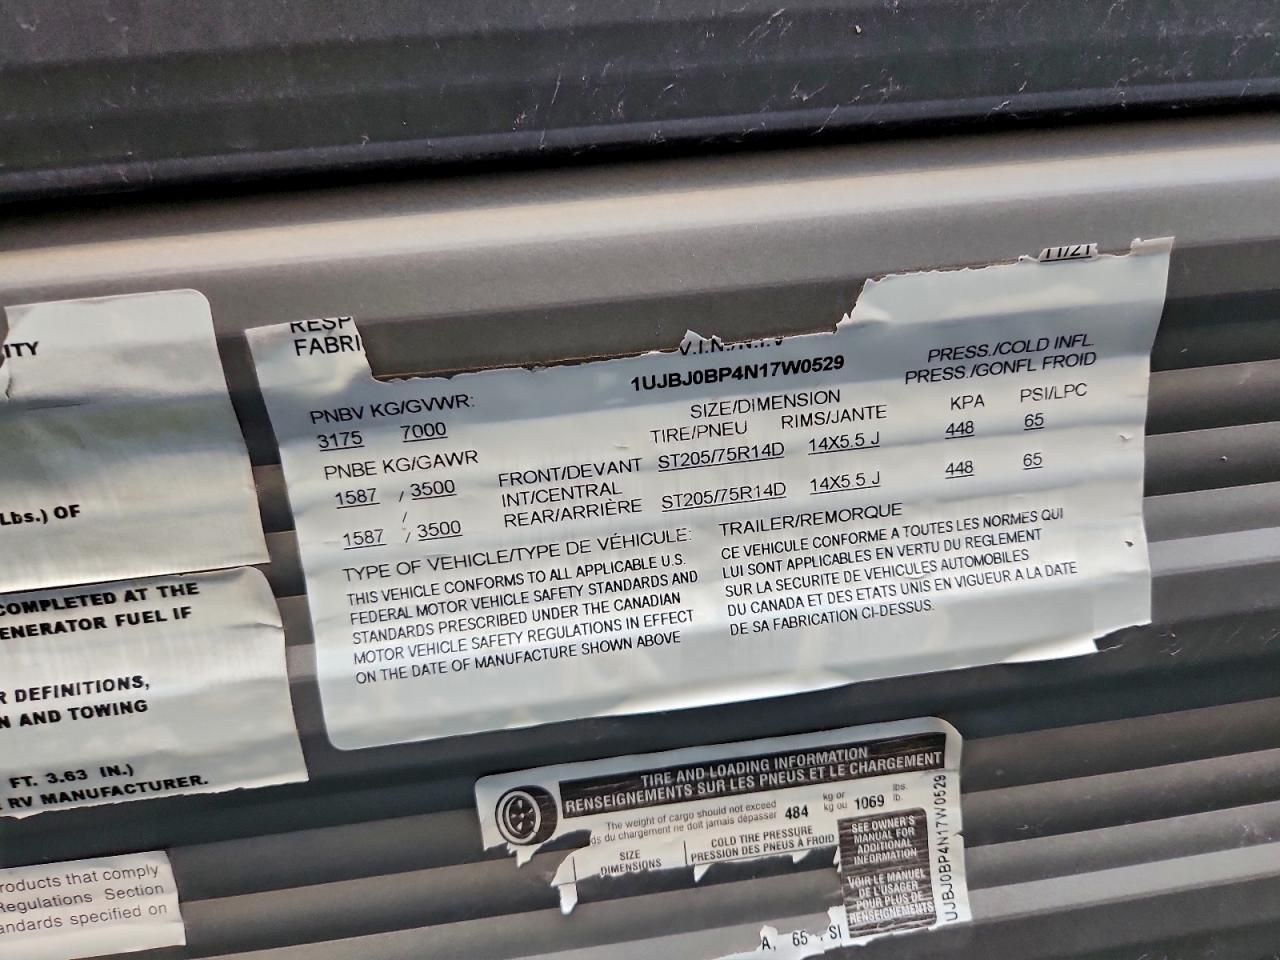 ITY
Lbs.) OF
COMPLETED AT THE
ENERATOR FUEL IF
R DEFINITIONS,
N AND TOWING
FT. 3.63 IN.)
RV MANUFACTURER.
roducts that comply
Regulations Section
andards specified on
RESP
FABRI
11/21
V.I.N./N.I.V
1UJBJ0BP4N17W0529
PNBV KG/GVWR:
3175 7000
PNBE KG/GAWR
1587 / 3500
/
1587 / 3500
SIZE/DIMENSION
TIRE/PNEU RIMS/JANTE
PRESS./COLD INFL
PRESS./GONFL FROID
KPA PSI/LPC
FRONT/DEVANT ST205/75R14D 14X5.5 J 448 65
INT/CENTRAL
REAR/ARRIÈRE ST205/75R14D 14X5.5 J 448 65
TYPE OF VEHICLE/TYPE DE VÉHICULE: TRAILER/REMORQUE
THIS VEHICLE CONFORMS TO ALL APPLICABLE U.S.
FEDERAL MOTOR VEHICLE SAFETY STANDARDS AND
STANDARDS PRESCRIBED UNDER THE CANADIAN
MOTOR VEHICLE SAFETY REGULATIONS IN EFFECT
ON THE DATE OF MANUFACTURE SHOWN ABOVE
CE VEHICULE CONFORME A TOUTES LES NORMES QUI
LUI SONT APPLICABLES EN VERTU DU REGLEMENT
SUR LA SECURITE DE VEHICULES AUTOMOBILES
DU CANADA ET DES ETATS UNIS EN VIGUEUR A LA DATE
DE SA FABRICATION CI-DESSUS.
TIRE AND LOADING INFORMATION
RENSEIGNEMENTS SUR LES PNEUS ET LE CHARGEMENT
The weight of cargo should not exceed 484 kg or 1069 lbs.
ds du chargement ne doit jamais dépasser kg ou lb.
SIZE
DIMENSIONS
COLD TIRE PRESSURE
PRESSION DES PNEUS À FROID
SEE OWNER'S
MANUAL FOR
ADDITIONAL
INFORMATION
VOIR LE MANUEL
DE L'USAGER
POUR PLUS DE
RENSEIGNEMENTS
UJBJ0BP4N17W0529
A, 65 PSI